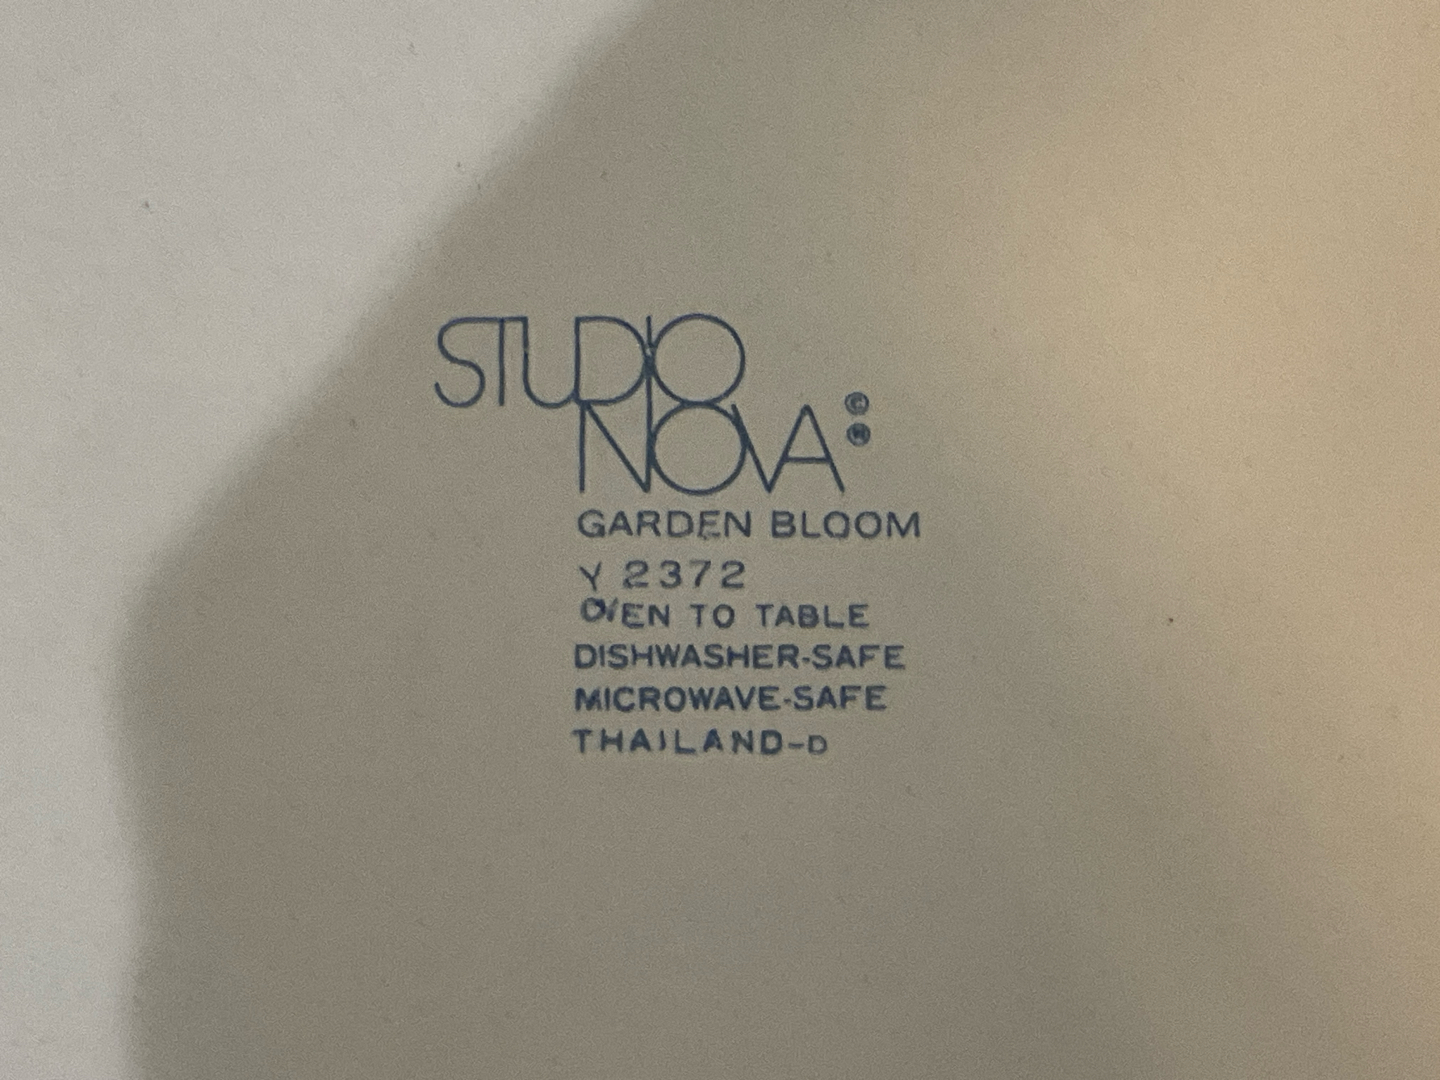 STUDIO
NOVA © ®
GARDEN BLOOM
Y 2372
OVEN TO TABLE
DISHWASHER-SAFE
MICROWAVE-SAFE
THAILAND-D